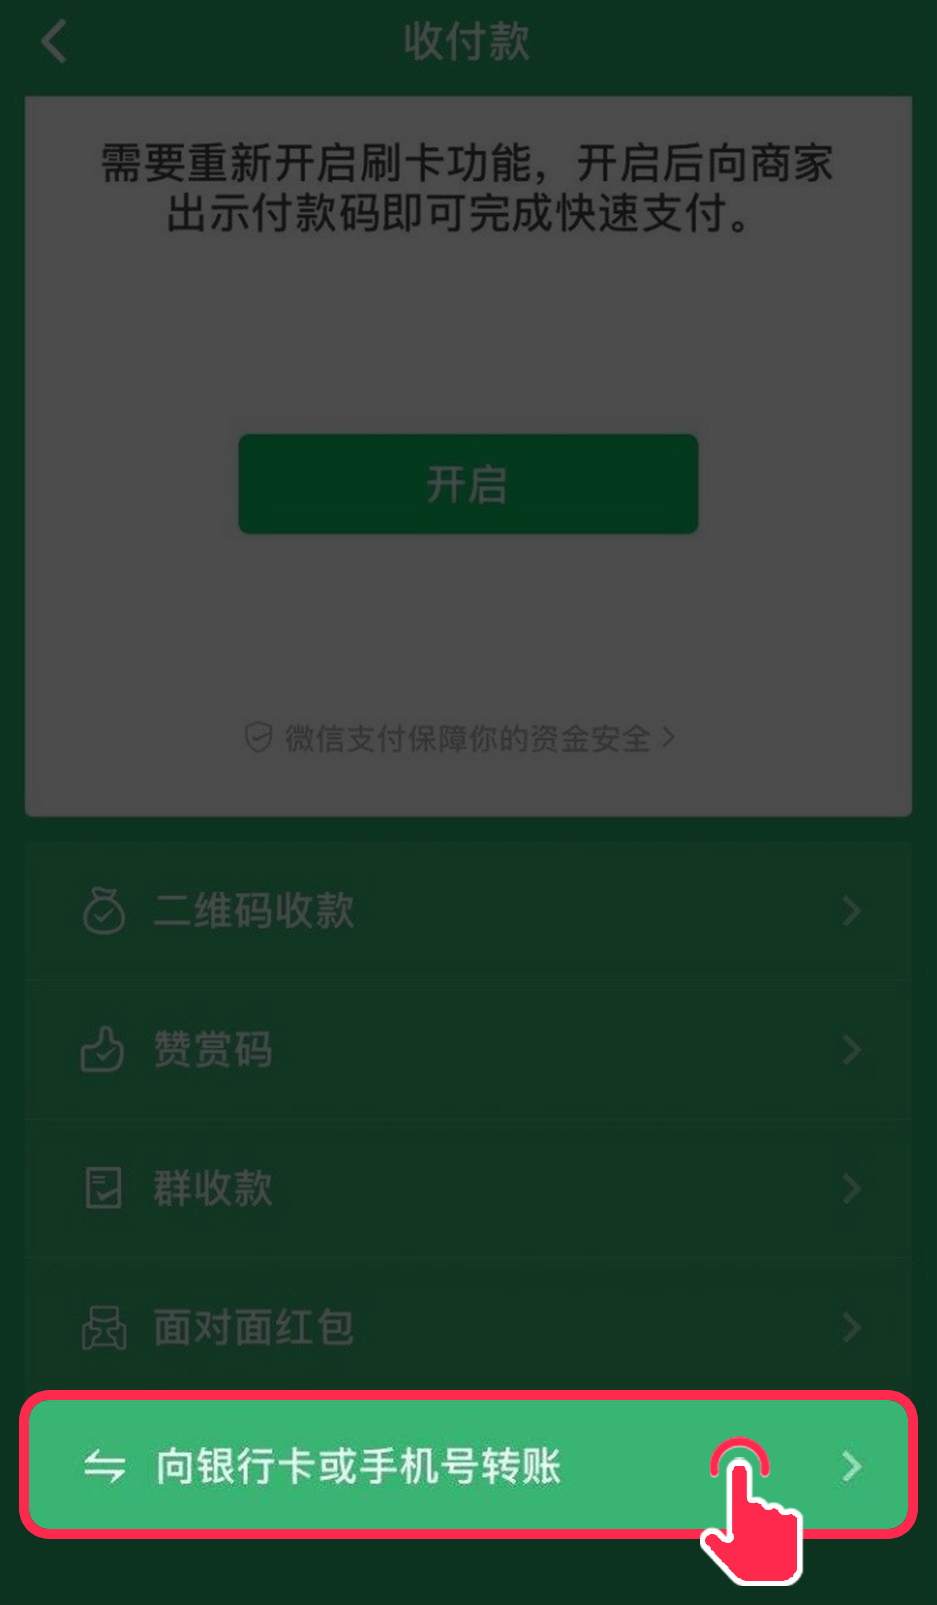 收付款
需要重新开启刷卡功能，开启后向商家
出示付款码即可完成快速支付。
开启
微信支付保障你的资金安全
二维码收款
赞赏码
群收款
面对面红包
向银行卡或手机号转账